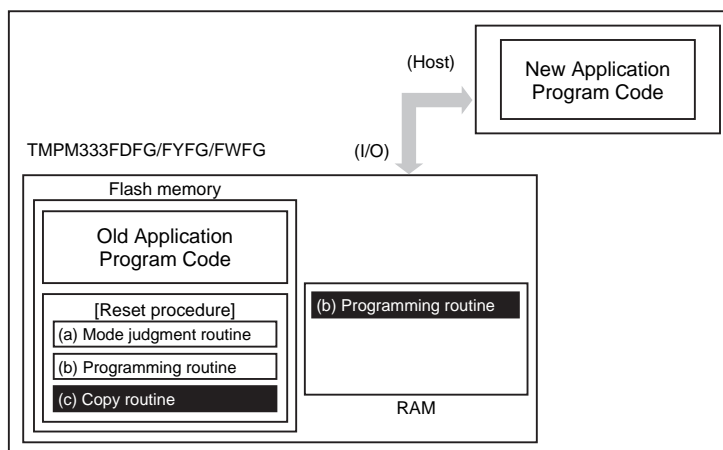 (Host)
New Application
Program Code
TMPM333FDFG/FYFG/FWFG
(I/O)
Flash memory
Old Application
Program Code
[Reset procedure]
(a) Mode judgment routine
(b) Programming routine
(c) Copy routine
(b) Programming routine
RAM